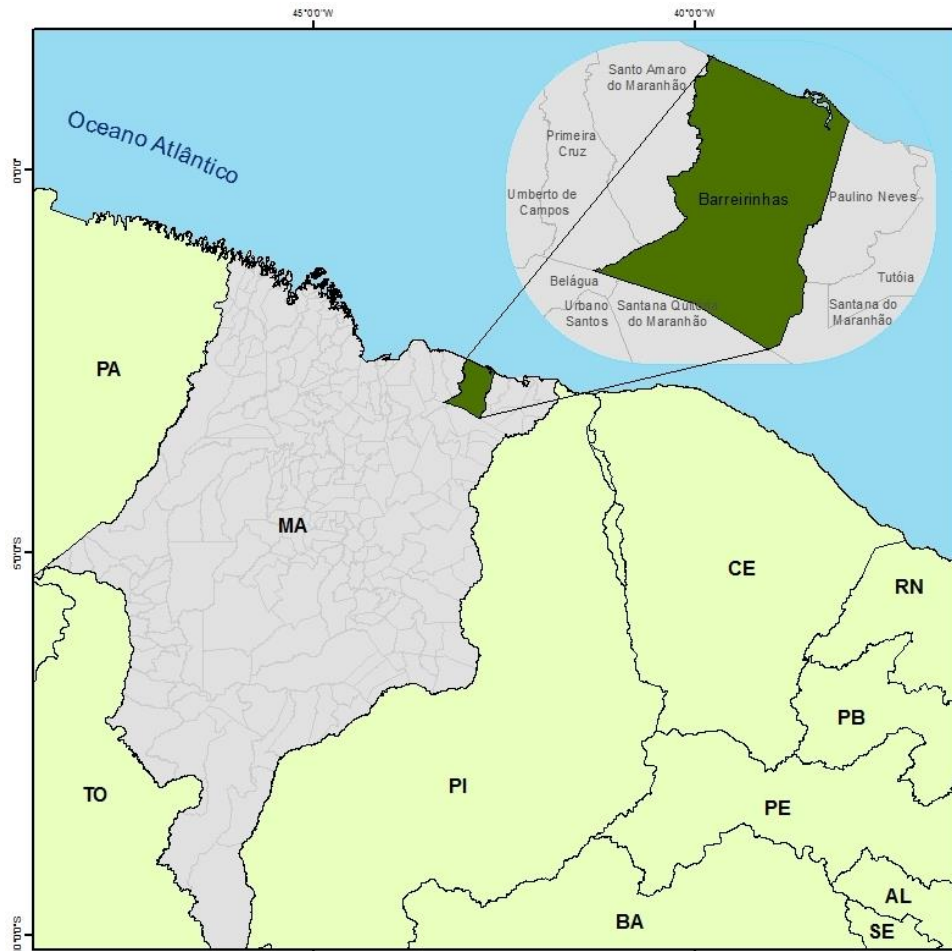 45°0'0"W
40°0'0"W
Oceano Atlântico
Santo Amaro
do Maranhão
Primeira
Cruz
Umberto de
Campos
Barreirinhas
Paulino Neves
Belágua
Tutóia
Urbano
Santos
Santana
do Maranhão
Santana do
Maranhão
0°0'0"
PA
MA
5°0'0"S
CE
RN
PB
TO
PI
PE
AL
BA
SE
0°0'0"S